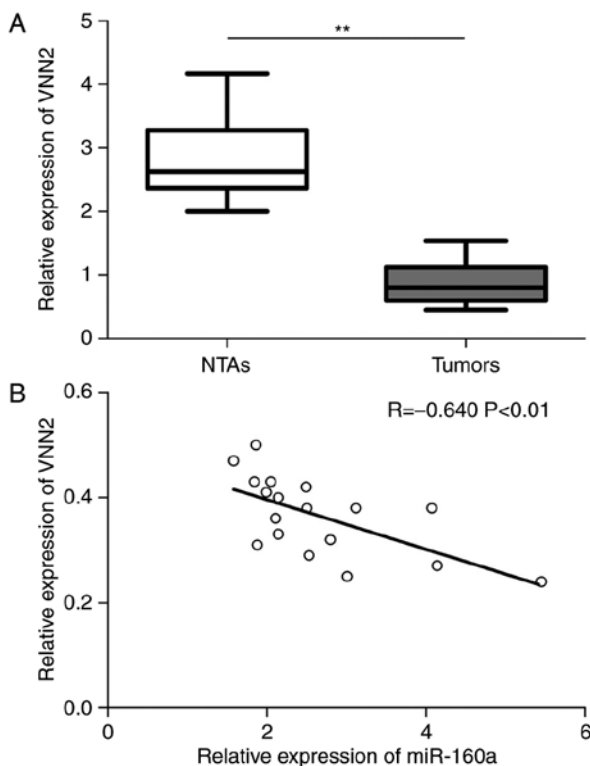 A
**
Relative expression of VNN2
5
4
3
2
1
0
NTAs
Tumors
B
R=−0.640 P<0.01
Relative expression of VNN2
0.6
0.4
0.2
0.0
0
2
4
6
Relative expression of miR-160a